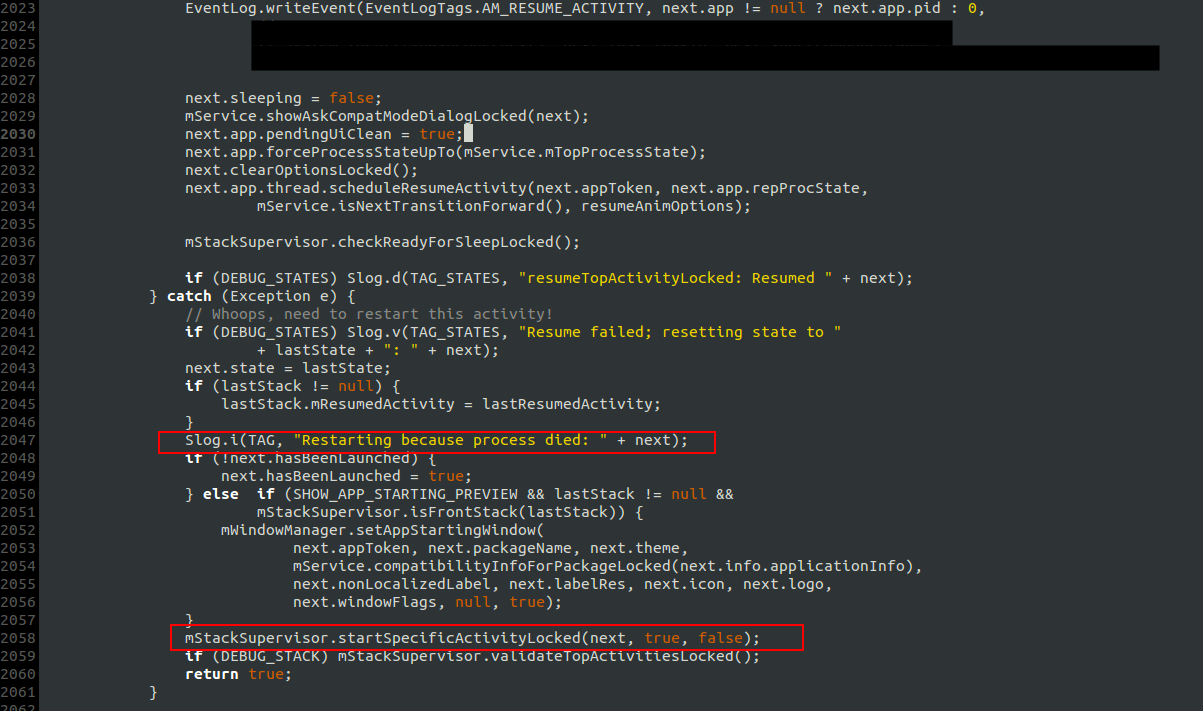 2023 EventLog.writeEvent(EventLogTags.AM_RESUME_ACTIVITY, next.app != null ? next.app.pid : 0,
2024
2025
2026
2027
2028 next.sleeping = false;
2029 mService.showAskCompatModeDialogLocked(next);
2030 next.app.pendingUiClean = true;
2031 next.app.forceProcessStateUpTo(mService.mTopProcessState);
2032 next.clearOptionsLocked();
2033 next.app.thread.scheduleResumeActivity(next.appToken, next.app.repProcState,
2034 mService.isNextTransitionForward(), resumeAnimOptions);
2035
2036 mStackSupervisor.checkReadyForSleepLocked();
2037
2038 if (DEBUG_STATES) Slog.d(TAG_STATES, "resumeTopActivityLocked: Resumed " + next);
2039 } catch (Exception e) {
2040 // Whoops, need to restart this activity!
2041 if (DEBUG_STATES) Slog.v(TAG_STATES, "Resume failed; resetting state to "
2042 + lastState + ": " + next);
2043 next.state = lastState;
2044 if (lastStack != null) {
2045 lastStack.mResumedActivity = lastResumedActivity;
2046 }
2047 Slog.i(TAG, "Restarting because process died: " + next);
2048 if (!next.hasBeenLaunched) {
2049 next.hasBeenLaunched = true;
2050 } else  if (SHOW_APP_STARTING_PREVIEW && lastStack != null &&
2051 mStackSupervisor.isFrontStack(lastStack)) {
2052 mWindowManager.setAppStartingWindow(
2053 next.appToken, next.packageName, next.theme,
2054 mService.compatibilityInfoForPackageLocked(next.info.applicationInfo),
2055 next.nonLocalizedLabel, next.labelRes, next.icon, next.logo,
2056 next.windowFlags, null, true);
2057 }
2058 mStackSupervisor.startSpecificActivityLocked(next, true, false);
2059 if (DEBUG_STACK) mStackSupervisor.validateTopActivitiesLocked();
2060 return true;
2061 }
2062